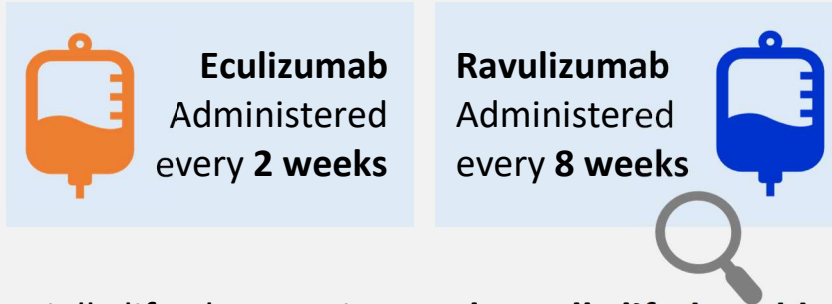 Eculizumab
Administered
every 2 weeks
Ravulizumab
Administered
every 8 weeks